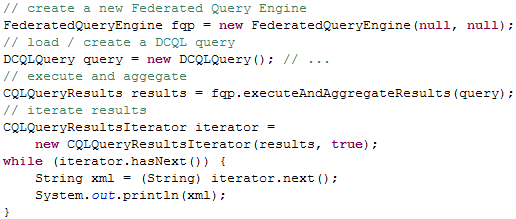 // create a new Federated Query Engine
FederatedQueryEngine fqp = new FederatedQueryEngine(null, null);
// load / create a DCQL query
DCQLQuery query = new DCQLQuery(); // ...
// execute and aggegate
CQLQueryResults results = fqp.executeAndAggregateResults(query);
// iterate results
CQLQueryResultsIterator iterator =
    new CQLQueryResultsIterator(results, true);
while (iterator.hasNext()) {
    String xml = (String) iterator.next();
    System.out.println(xml);
}